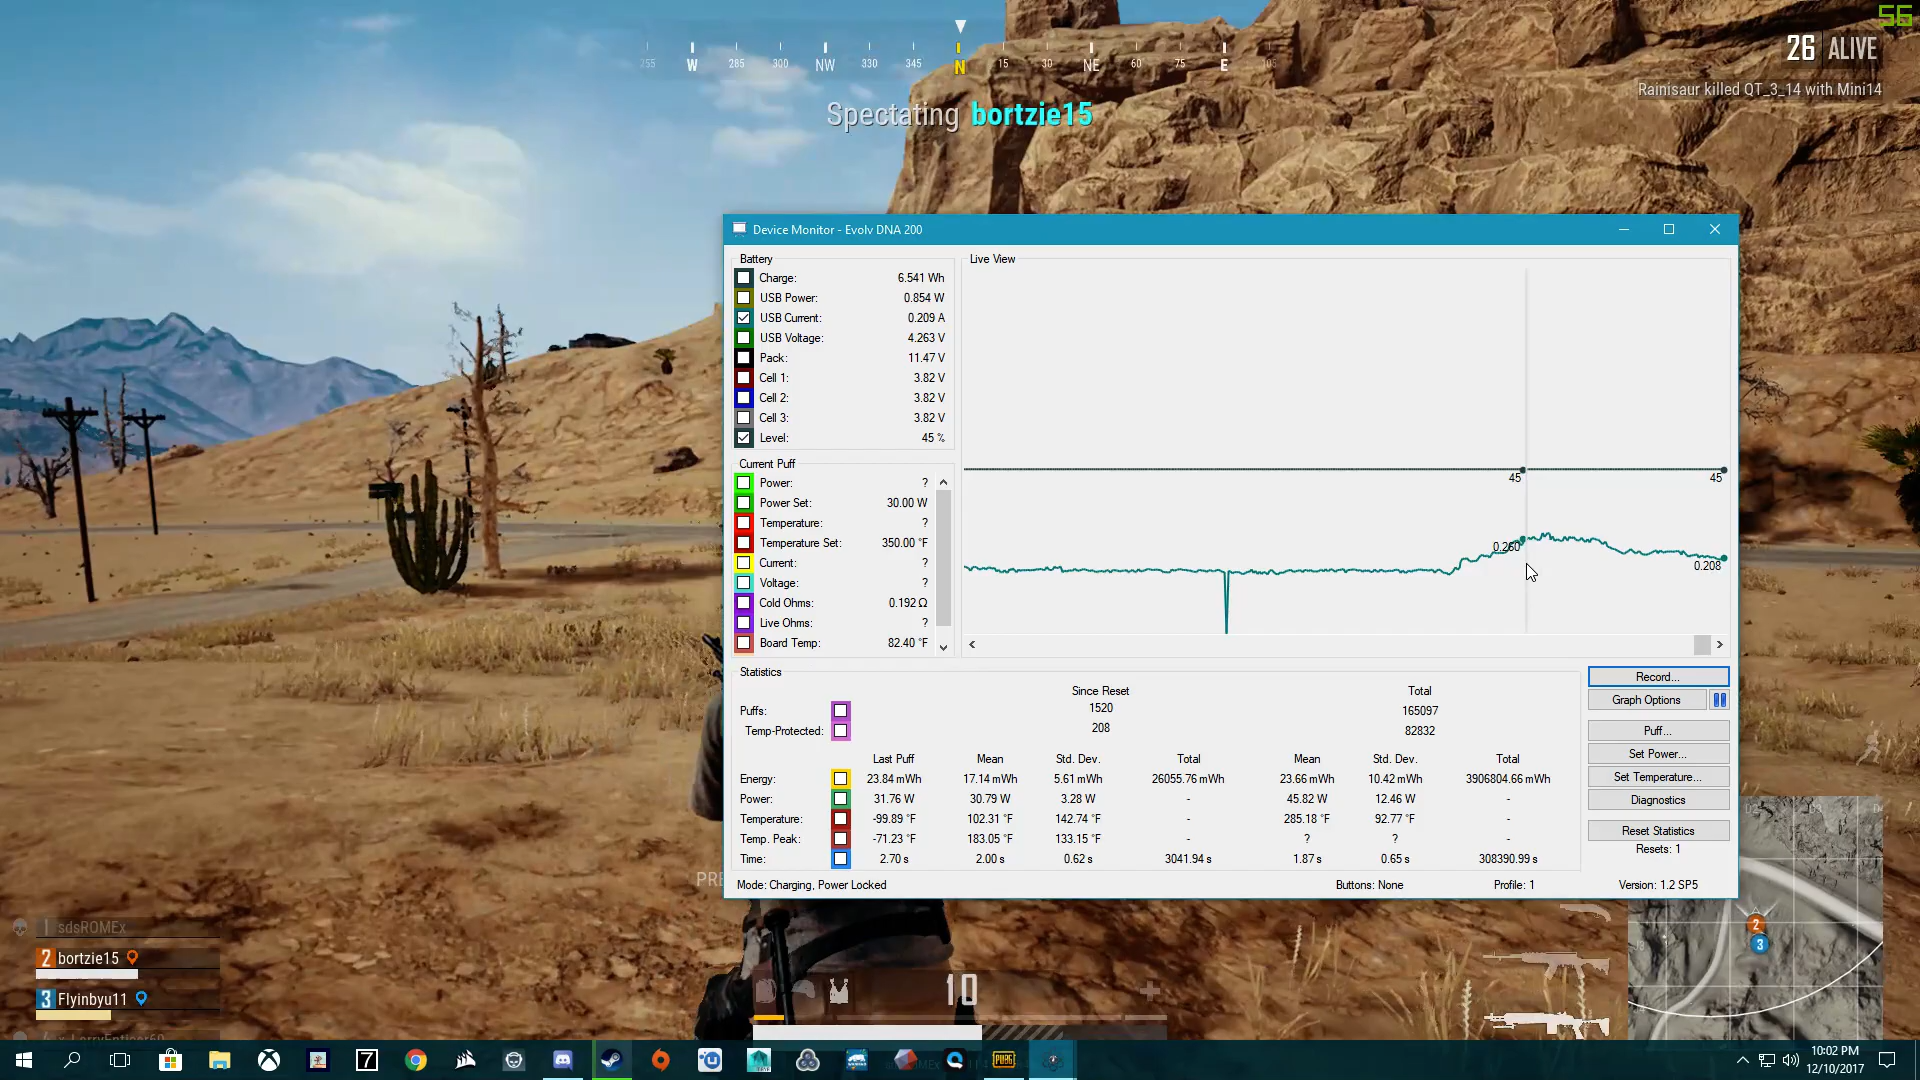 56
255 W 285 300 NW 330 345 N 15 30 NE 60 75 E 105
26 ALIVE
Rainisaur killed QT_3_14 with Mini14
Spectating bortzie15
Device Monitor - Evolv DNA 200
Battery
Charge: 6.541 Wh
USB Power: 0.854 W
USB Current: 0.209 A
USB Voltage: 4.263 V
Pack: 11.47 V
Cell 1: 3.82 V
Cell 2: 3.82 V
Cell 3: 3.82 V
Level: 45 %
Current Puff
Power: ?
Power Set: 30.00 W
Temperature: ?
Temperature Set: 350.00 °F
Current: ?
Voltage: ?
Cold Ohms: 0.192 Ω
Live Ohms: ?
Board Temp: 82.40 °F
Live View
45 45
0.260
0.208
Statistics
Since Reset Total
Puffs: 1520 165097
Temp-Protected: 208 82832
Last Puff Mean Std. Dev. Total Mean Std. Dev. Total
Energy: 23.84 mWh 17.14 mWh 5.61 mWh 26055.76 mWh 23.66 mWh 10.42 mWh 3906804.66 mWh
Power: 31.76 W 30.79 W 3.28 W - 45.82 W 12.46 W -
Temperature: -99.89 °F 102.31 °F 142.74 °F - 285.18 °F 92.77 °F -
Temp. Peak: -71.23 °F 183.05 °F 133.15 °F - ? ? -
Time: 2.70 s 2.00 s 0.62 s 3041.94 s 1.87 s 0.65 s 308390.99 s
Record...
Graph Options
Puff...
Set Power...
Set Temperature...
Diagnostics
Reset Statistics
Resets: 1
Mode: Charging, Power Locked Buttons: None Profile: 1 Version: 1.2 SP5
sdsROMEx
2 bortzie15
3 Flyinbyu11
10
2
3
7
PUBG
10:02 PM
12/10/2017